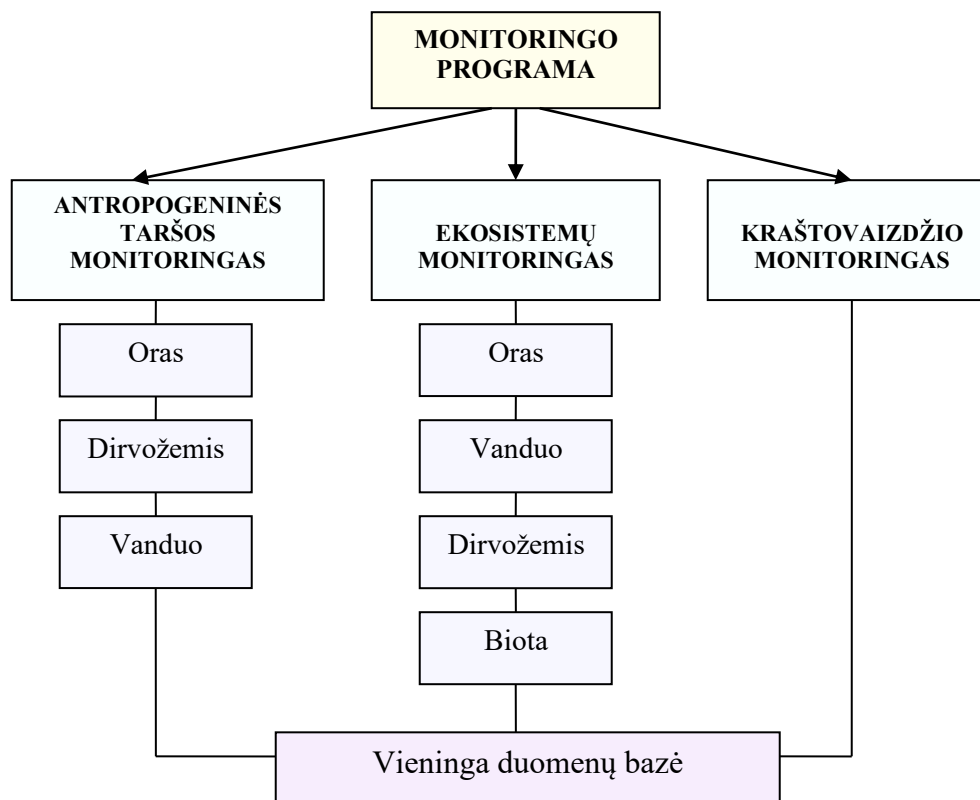 MONITORINGO
PROGRAMA
ANTROPOGENINĖS
TARŠOS
MONITORINGAS
EKOSISTEMŲ
MONITORINGAS
KRAŠTOVAIZDŽIO
MONITORINGAS
Oras
Dirvožemis
Vanduo
Oras
Vanduo
Dirvožemis
Biota
Vieninga duomenų bazė